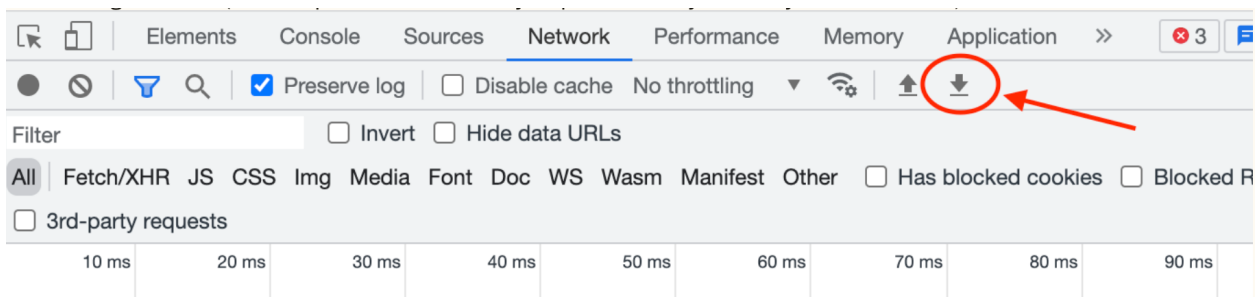 Elements Console Sources Network Performance Memory Application » 3
Preserve log Disable cache No throttling
Filter Invert Hide data URLs
All Fetch/XHR JS CSS Img Media Font Doc WS Wasm Manifest Other Has blocked cookies Blocked R
3rd-party requests
10 ms 20 ms 30 ms 40 ms 50 ms 60 ms 70 ms 80 ms 90 ms